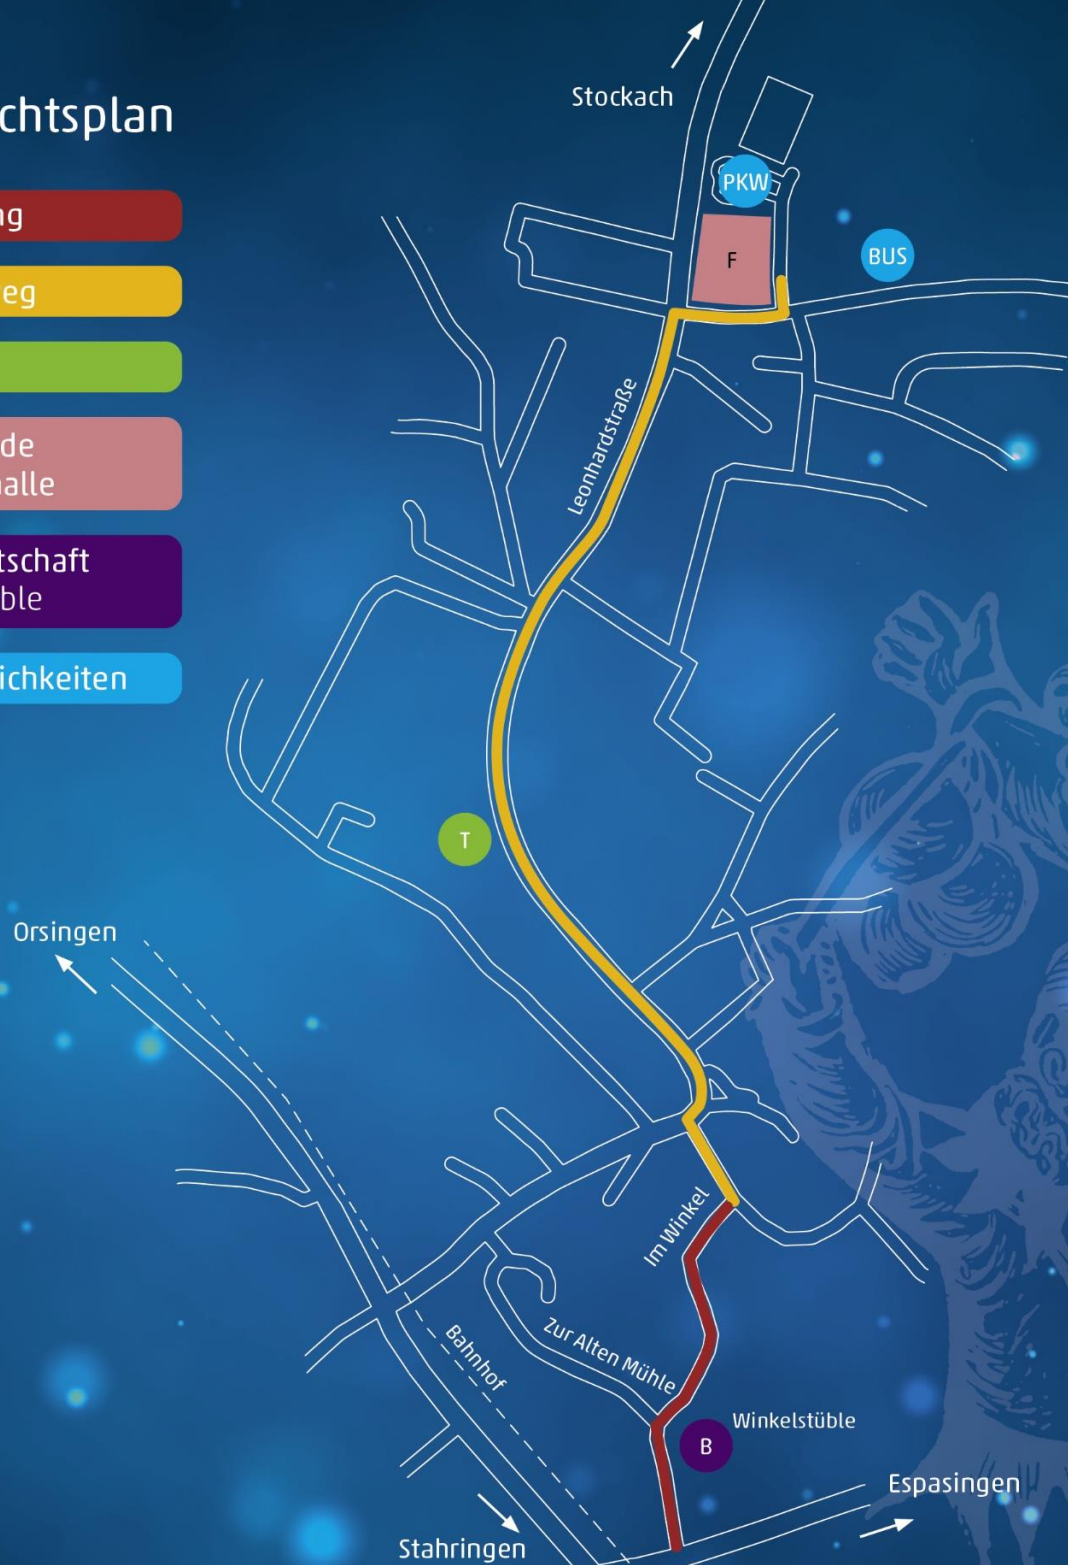 chtsplan
ng
eg
de
alle
tschaft
ble
ichkeiten
Stockach
PKW
F
BUS
Leonhardstraße
T
Orsingen
Im Winkel
Zur Alten Mühle
Bahnhof
Winkelstüble
B
Espasingen
Stahringen